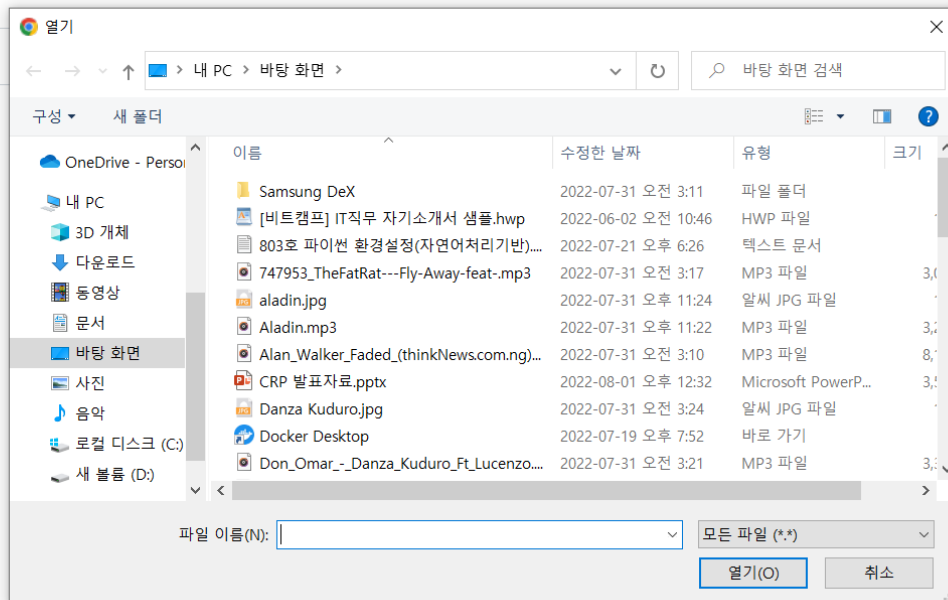 열기
내 PC > 바탕 화면 >
바탕 화면 검색
구성 새 폴더
이름 수정한 날짜 유형 크기
OneDrive - Person
내 PC
3D 개체
다운로드
동영상
문서
바탕 화면
사진
음악
로컬 디스크 (C:)
새 볼륨 (D:)
Samsung DeX 2022-07-31 오전 3:11 파일 폴더
[비트캠프] IT직무 자기소개서 샘플.hwp 2022-06-02 오전 10:46 HWP 파일
803호 파이썬 환경설정(자연어처리기반).... 2022-07-21 오후 6:26 텍스트 문서
747953_TheFatRat---Fly-Away-feat-.mp3 2022-07-31 오전 3:17 MP3 파일 3,0
aladin.jpg 2022-07-31 오후 11:24 알씨 JPG 파일
Aladin.mp3 2022-07-31 오후 11:22 MP3 파일 3,2
Alan_Walker_Faded_(thinkNews.com.ng)... 2022-07-31 오전 3:10 MP3 파일 8,1
CRP 발표자료.pptx 2022-08-01 오후 12:32 Microsoft PowerP... 3,5
Danza Kuduro.jpg 2022-07-31 오전 3:24 알씨 JPG 파일
Docker Desktop 2022-07-19 오후 7:52 바로 가기
Don_Omar_-_Danza_Kuduro_Ft_Lucenzo.... 2022-07-31 오전 3:21 MP3 파일 3,3
파일 이름(N): 모든 파일 (*.*)
열기(O) 취소